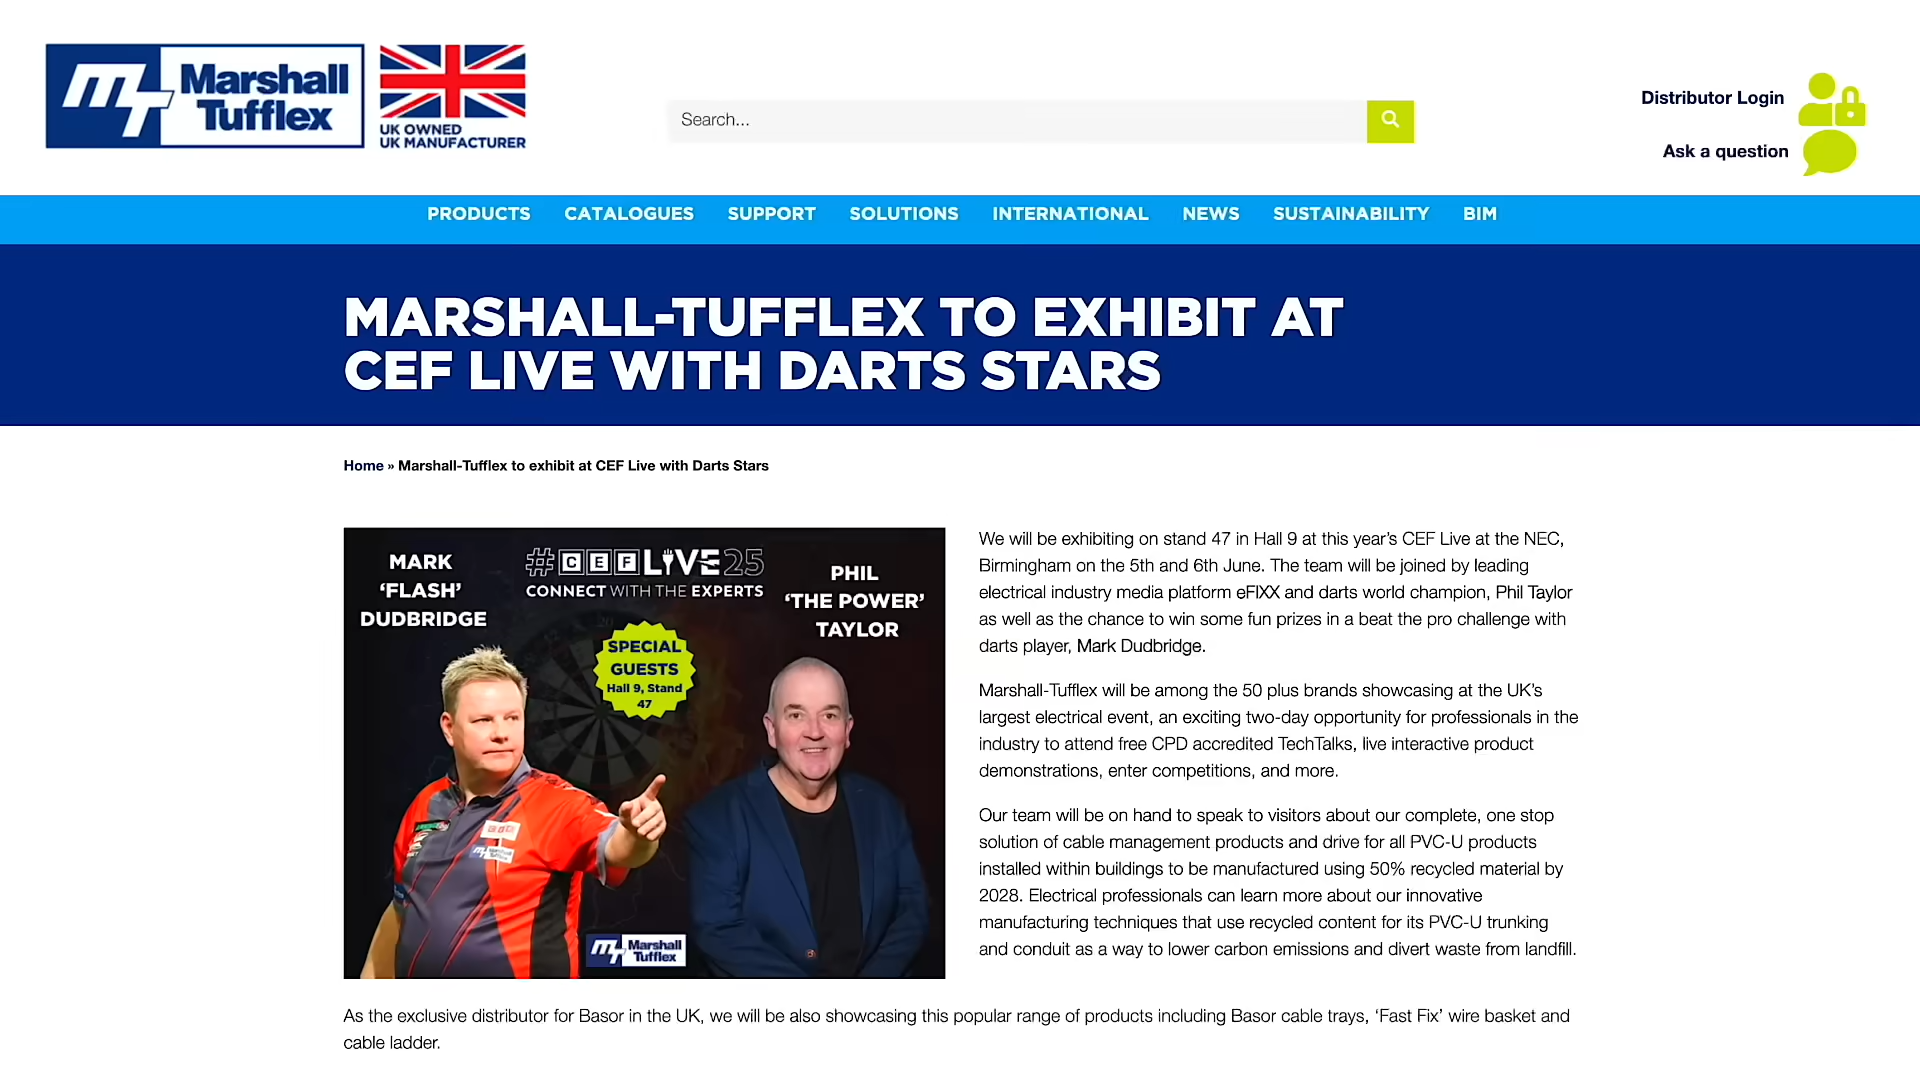 Marshall
Tufflex
UK OWNED
UK MANUFACTURER
Search...
Distributor Login
Ask a question
PRODUCTS CATALOGUES SUPPORT SOLUTIONS INTERNATIONAL NEWS SUSTAINABILITY BIM
MARSHALL-TUFFLEX TO EXHIBIT AT
CEF LIVE WITH DARTS STARS
Home » Marshall-Tufflex to exhibit at CEF Live with Darts Stars
MARK
‘FLASH’
DUDBRIDGE
#CEFLIVE25
CONNECT WITH THE EXPERTS
PHIL
‘THE POWER’
TAYLOR
SPECIAL
GUESTS
Hall 9, Stand
47
Marshall
Tufflex
Marshall
Tufflex
We will be exhibiting on stand 47 in Hall 9 at this year’s CEF Live at the NEC,
Birmingham on the 5th and 6th June. The team will be joined by leading
electrical industry media platform eFIXX and darts world champion, Phil Taylor
as well as the chance to win some fun prizes in a beat the pro challenge with
darts player, Mark Dudbridge.
Marshall-Tufflex will be among the 50 plus brands showcasing at the UK’s
largest electrical event, an exciting two-day opportunity for professionals in the
industry to attend free CPD accredited TechTalks, live interactive product
demonstrations, enter competitions, and more.
Our team will be on hand to speak to visitors about our complete, one stop
solution of cable management products and drive for all PVC-U products
installed within buildings to be manufactured using 50% recycled material by
2028. Electrical professionals can learn more about our innovative
manufacturing techniques that use recycled content for its PVC-U trunking
and conduit as a way to lower carbon emissions and divert waste from landfill.
As the exclusive distributor for Basor in the UK, we will be also showcasing this popular range of products including Basor cable trays, ‘Fast Fix’ wire basket and
cable ladder.